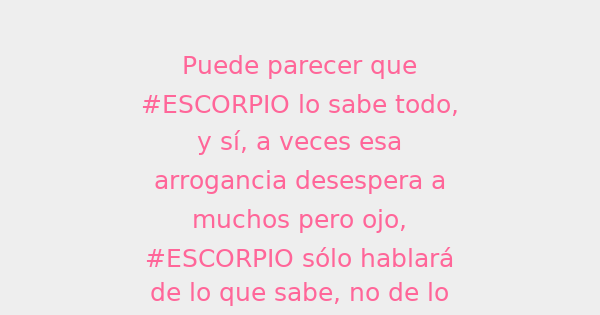 Puede parecer que
#ESCORPIO lo sabe todo,
y sí, a veces esa
arrogancia desespera a
muchos pero ojo,
#ESCORPIO sólo hablará
de lo que sabe, no de lo